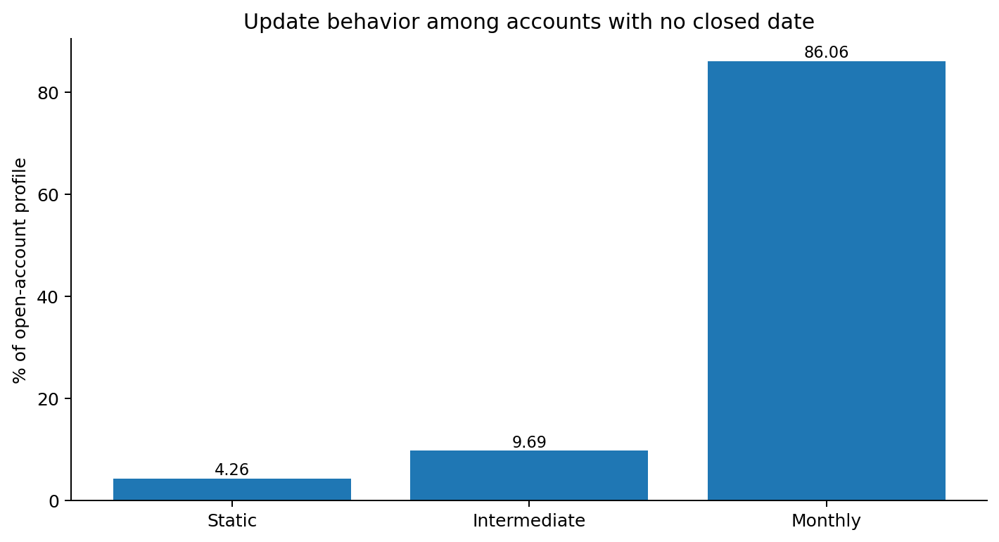 Update behavior among accounts with no closed date
% of open-account profile
80
60
40
20
0
4.26
9.69
86.06
Static
Intermediate
Monthly